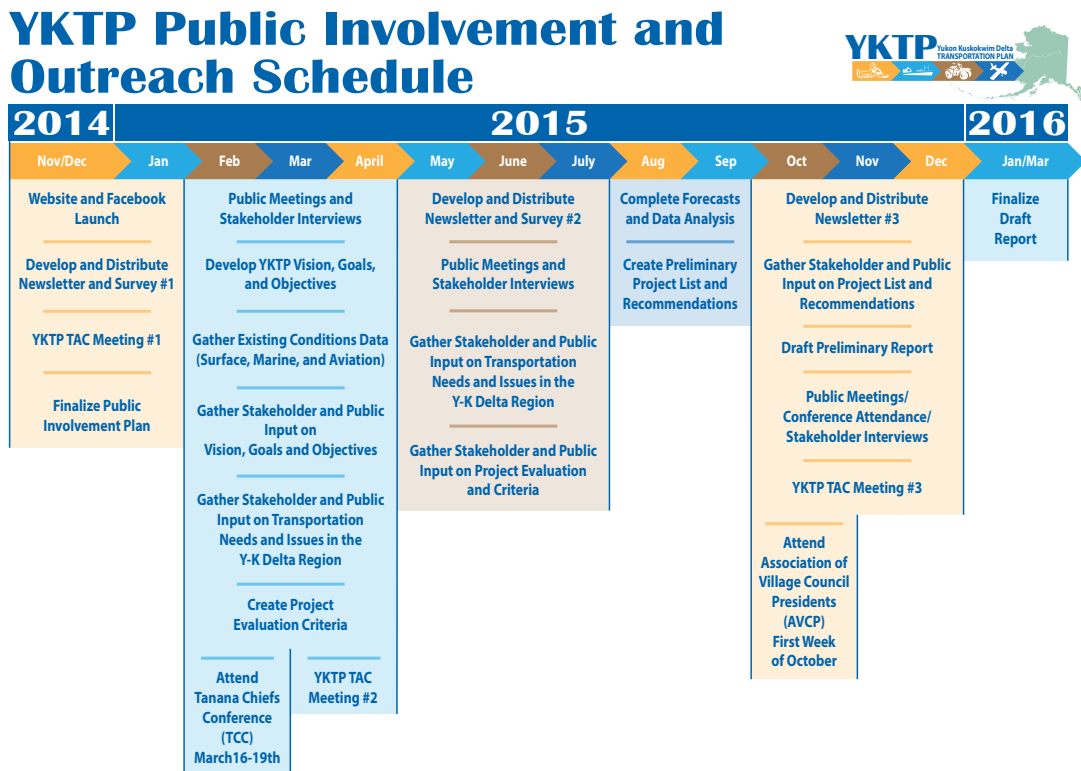 YKTP Public Involvement and
Outreach Schedule
YKTP Yukon Kuskokwim Delta
TRANSPORTATION PLAN
2014
2015
2016
Nov/Dec
Jan
Feb
Mar
April
May
June
July
Aug
Sep
Oct
Nov
Dec
Jan/Mar
Website and Facebook
Launch
Develop and Distribute
Newsletter and Survey #1
YKTP TAC Meeting #1
Finalize Public
Involvement Plan
Public Meetings and
Stakeholder Interviews
Develop YKTP Vision, Goals,
and Objectives
Gather Existing Conditions Data
(Surface, Marine, and Aviation)
Gather Stakeholder and Public
Input on
Vision, Goals and Objectives
Gather Stakeholder and Public
Input on Transportation
Needs and Issues in the
Y-K Delta Region
Create Project
Evaluation Criteria
Attend
Tanana Chiefs
Conference
(TCC)
March16-19th
YKTP TAC
Meeting #2
Develop and Distribute
Newsletter and Survey #2
Public Meetings and
Stakeholder Interviews
Gather Stakeholder and Public
Input on Transportation
Needs and Issues in the
Y-K Delta Region
Gather Stakeholder and Public
Input on Project Evaluation
and Criteria
Complete Forecasts
and Data Analysis
Create Preliminary
Project List and
Recommendations
Develop and Distribute
Newsletter #3
Gather Stakeholder and Public
Input on Project List and
Recommendations
Draft Preliminary Report
Public Meetings/
Conference Attendance/
Stakeholder Interviews
YKTP TAC Meeting #3
Attend
Association of
Village Council
Presidents
(AVCP)
First Week
of October
Finalize
Draft
Report